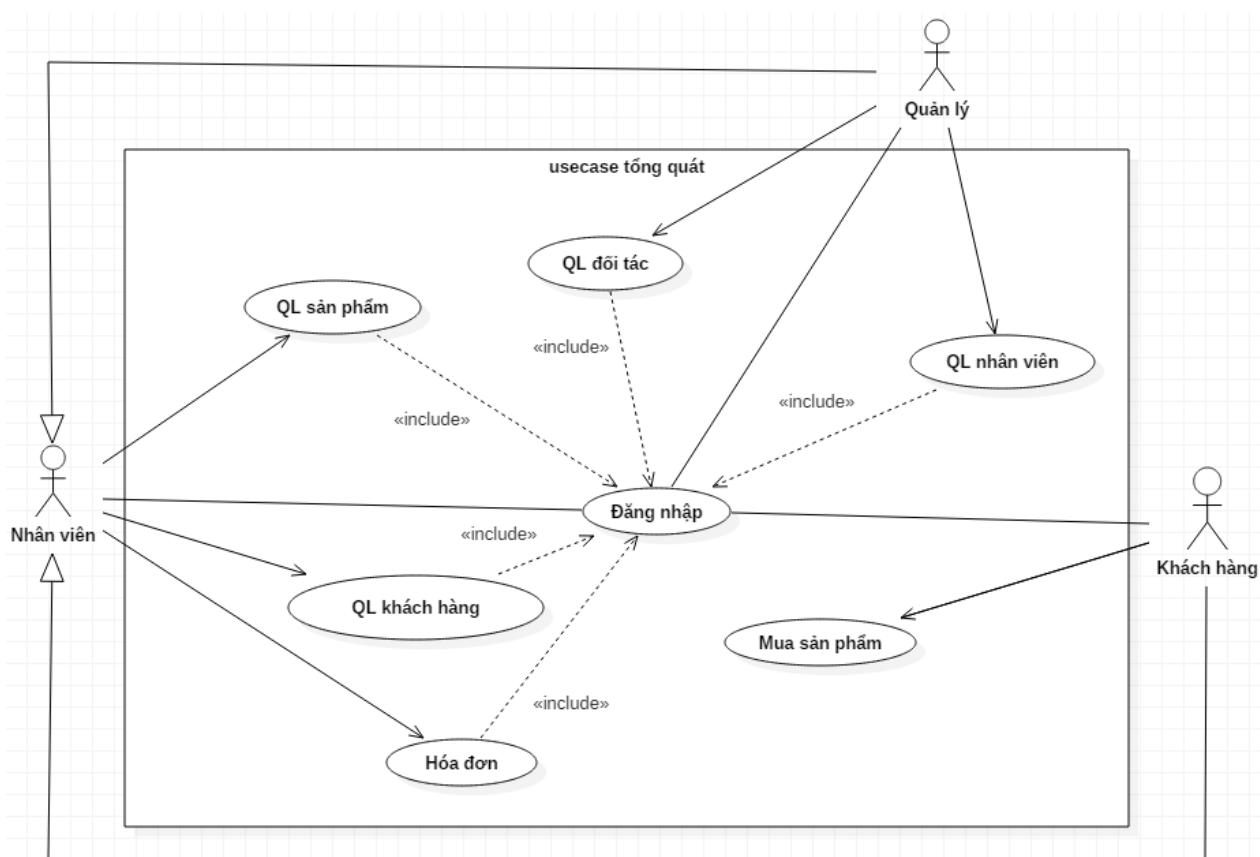 Quản lý
usecase tổng quát
QL đối tác
QL sản phẩm
«include»
QL nhân viên
«include»
«include»
Nhân viên
Đăng nhập
«include»
Khách hàng
QL khách hàng
Mua sản phẩm
«include»
Hóa đơn